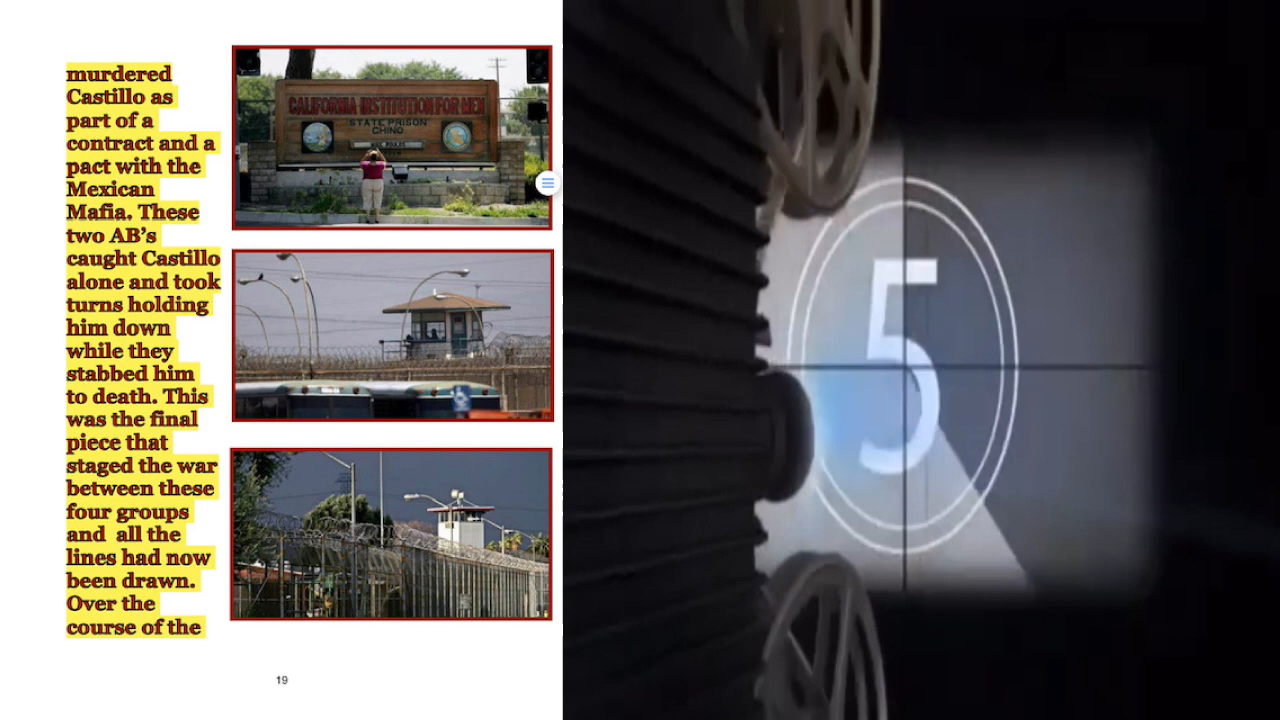 murdered
Castillo as
part of a
contract and a
pact with the
Mexican
Mafia. These
two AB's
caught Castillo
alone and took
turns holding
him down
while they
stabbed him
to death. This
was the final
piece that
staged the war
between these
four groups
and all the
lines had now
been drawn.
Over the
course of the
CALIFORNIA INSTITUTION FOR MEN
STATE PRISON
CHINO
19
5